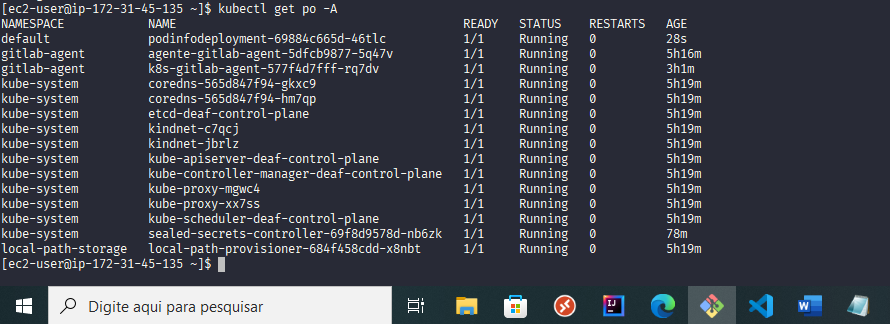 [ec2-user@ip-172-31-45-135 ~]$ kubectl get po -A
NAMESPACE NAME READY STATUS RESTARTS AGE
default podinfodeployment-69884c665d-46tlc 1/1 Running 0 28s
gitlab-agent agente-gitlab-agent-5dfcb9877-5q47v 1/1 Running 0 5h16m
gitlab-agent k8s-gitlab-agent-577f4d7fff-rq7dv 1/1 Running 0 3h1m
kube-system coredns-565d847f94-gkxc9 1/1 Running 0 5h19m
kube-system coredns-565d847f94-hm7qp 1/1 Running 0 5h19m
kube-system etcd-deaf-control-plane 1/1 Running 0 5h19m
kube-system kindnet-c7qcj 1/1 Running 0 5h19m
kube-system kindnet-jbrlz 1/1 Running 0 5h19m
kube-system kube-apiserver-deaf-control-plane 1/1 Running 0 5h19m
kube-system kube-controller-manager-deaf-control-plane 1/1 Running 0 5h19m
kube-system kube-proxy-mgwc4 1/1 Running 0 5h19m
kube-system kube-proxy-xx7ss 1/1 Running 0 5h19m
kube-system kube-scheduler-deaf-control-plane 1/1 Running 0 5h19m
kube-system sealed-secrets-controller-69f8d9578d-nb6zk 1/1 Running 0 78m
local-path-storage local-path-provisioner-684f458cdd-x8nbt 1/1 Running 0 5h19m
[ec2-user@ip-172-31-45-135 ~]$
Digite aqui para pesquisar